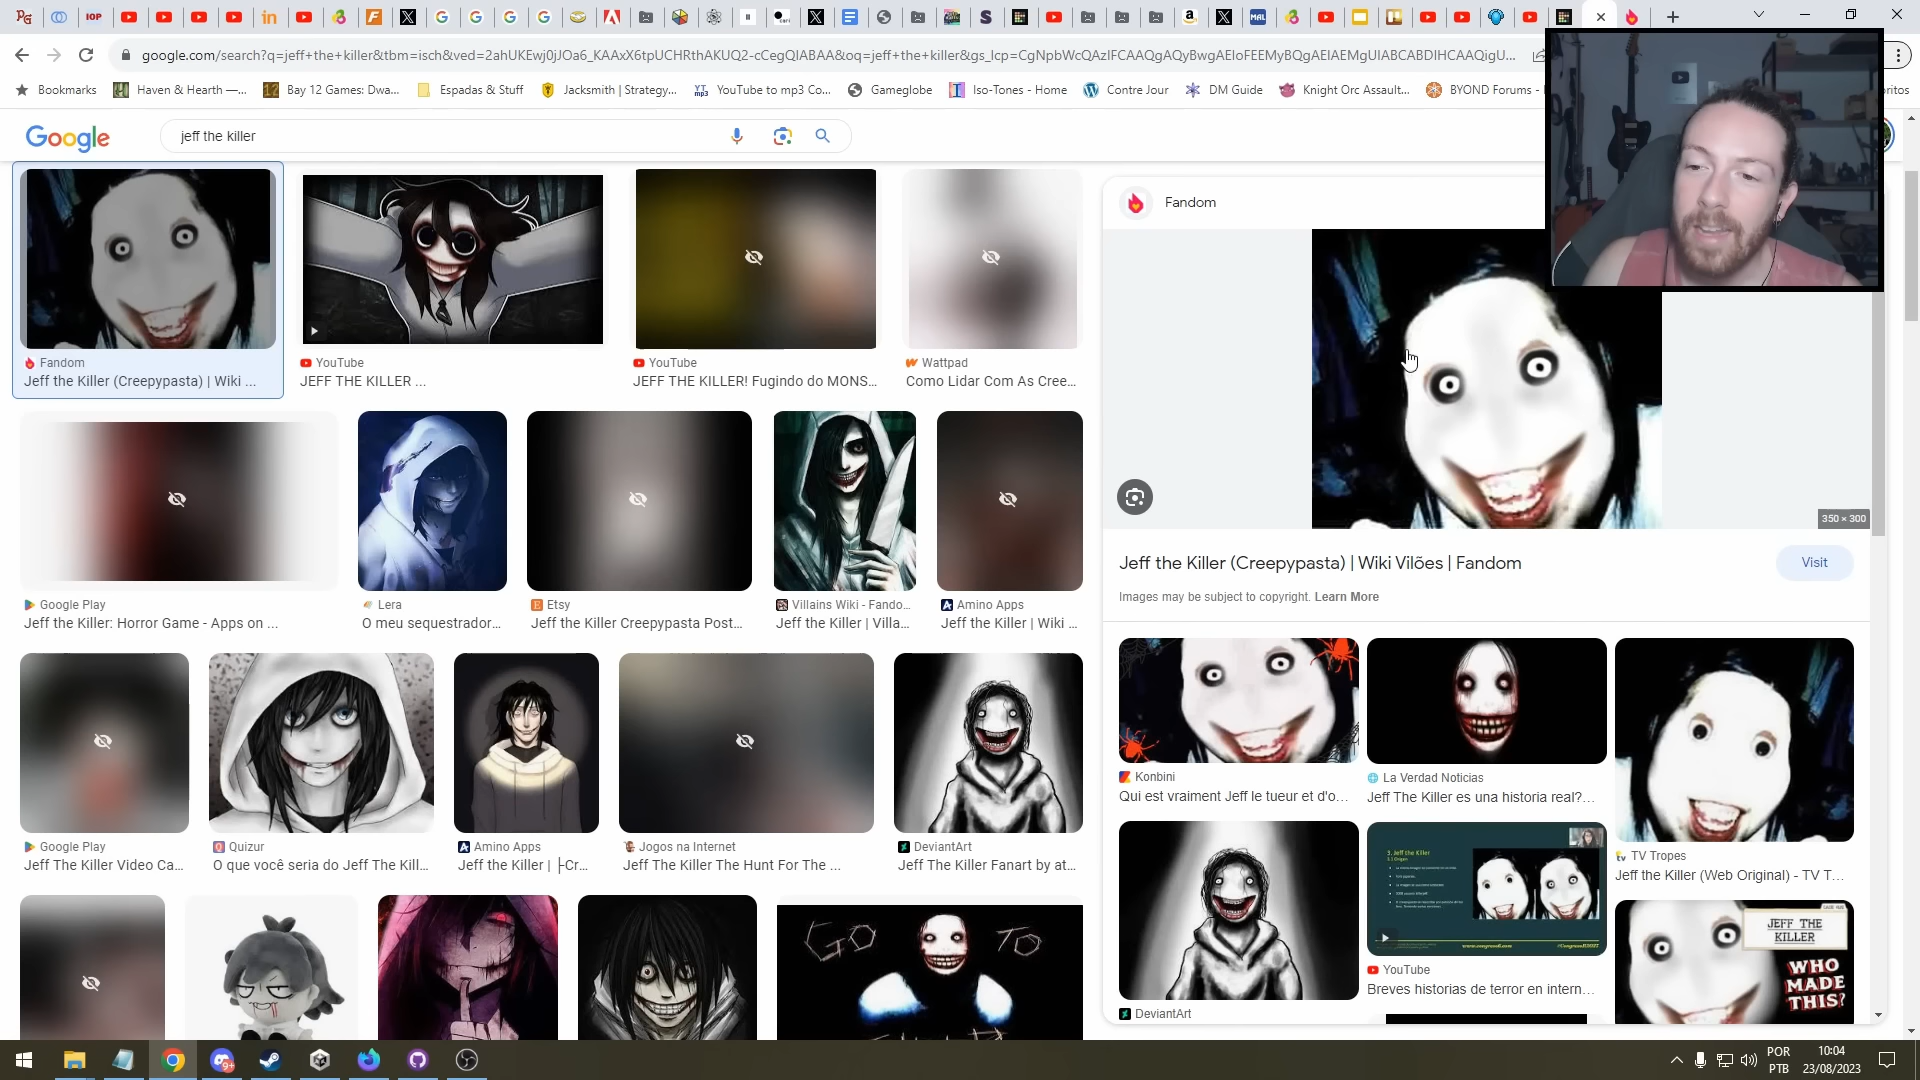 google.com/search?q=jeff+the+killer&tbm=isch&ved=2ahUKEwj0jJOa6_KAAxX6tpUCHRthAKUQ2-cCegQIABAA&oq=jeff+the+killer&gs_lcp=CgNpbWcQAzIFCAAQgAQyBwgAEIoFEEMyBQgAEIAEMgUIABCABDIHCAAQigU...
Bookmarks
Haven & Hearth —...
Bay 12 Games: Dwa...
Espadas & Stuff
Jacksmith | Strategy...
YouTube to mp3 Co...
Gameglobe
Iso-Tones - Home
Contre Jour
DM Guide
Knight Orc Assault...
BYOND Forums -
Google
jeff the killer
Fandom
Jeff the Killer (Creepypasta) | Wiki ...
YouTube
JEFF THE KILLER ...
YouTube
JEFF THE KILLER! Fugindo do MONS...
Wattpad
Como Lidar Com As Cree...
Google Play
Jeff the Killer: Horror Game - Apps on ...
Lera
O meu sequestrador...
Etsy
Jeff the Killer Creepypasta Post...
Villains Wiki - Fando...
Jeff the Killer | Villa...
Amino Apps
Jeff the Killer | Wiki ...
Google Play
Jeff The Killer Video Ca...
Quizur
O que você seria do Jeff The Kill...
Amino Apps
Jeff the Killer | ├Cr...
Jogos na Internet
Jeff The Killer The Hunt For The ...
DeviantArt
Jeff The Killer Fanart by at...
GO TO
Fandom
350 × 300
Jeff the Killer (Creepypasta) | Wiki Vilões | Fandom
Visit
Images may be subject to copyright. Learn More
Konbini
Qui est vraiment Jeff le tueur et d'o...
La Verdad Noticias
Jeff The Killer es una historia real?...
TV Tropes
Jeff the Killer (Web Original) - TV T...
3. Jeff the Killer
YouTube
Breves historias de terror en intern...
DeviantArt
JEFF THE
KILLER
WHO
MADE
THIS?
POR
PTB
10:04
23/08/2023